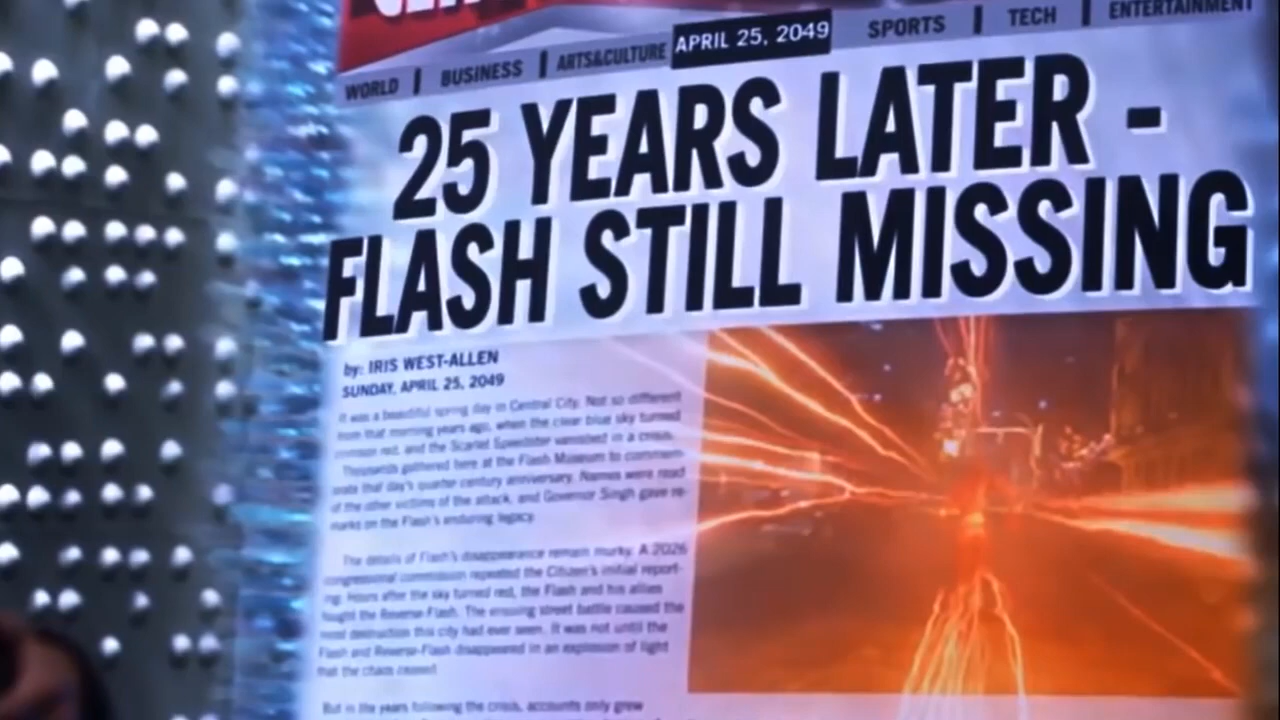 WORLD | BUSINESS | ARTS&CULTURE APRIL 25, 2049 SPORTS | TECH | ENTERTAINMENT
25 YEARS LATER -
FLASH STILL MISSING
by: IRIS WEST-ALLEN
SUNDAY, APRIL 25, 2049
It was a beautiful spring day in Central City. Not so different
from that morning years ago, when the clear blue sky turned
crimson red, and the Scarlet Speedster vanished in a crisis.
Thousands gathered here at the Flash Museum to commem-
orate that day's quarter-century anniversary. Names were read
of the other victims of the attack, and Governor Singh gave re-
marks on the Flash's enduring legacy.
The details of Flash's disappearance remain murky. A 2026
congressional commission repeated the Citizen's initial report-
ing: Hours after the sky turned red, the Flash and his allies
fought the Reverse-Flash. The ensuing street battle caused the
most destruction this city had ever seen. It was not until the
Flash and Reverse-Flash disappeared in an explosion of light
that the chaos ceased.
But in the years following the crisis, accounts only grew